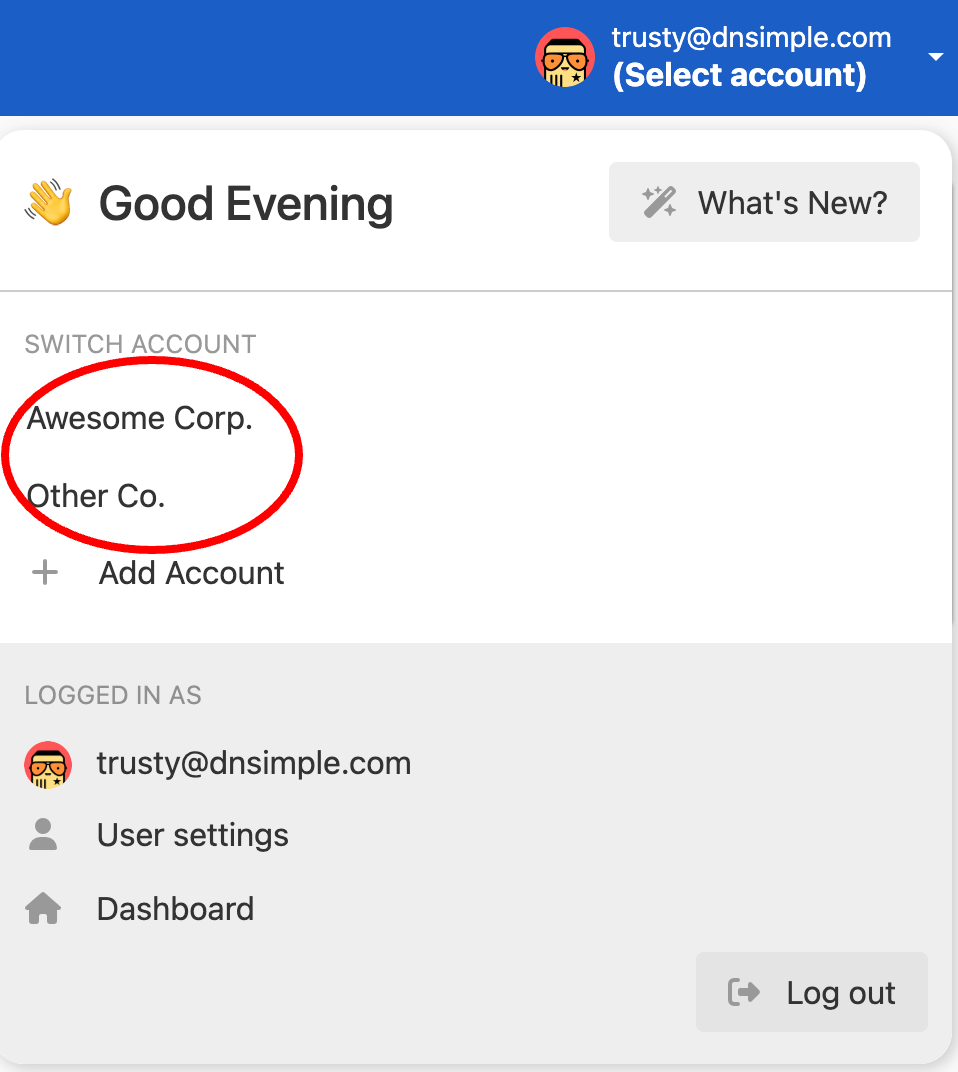 trusty@dnsimple.com
(Select account)
Good Evening
What's New?
SWITCH ACCOUNT
Awesome Corp.
Other Co.
Add Account
LOGGED IN AS
trusty@dnsimple.com
User settings
Dashboard
Log out